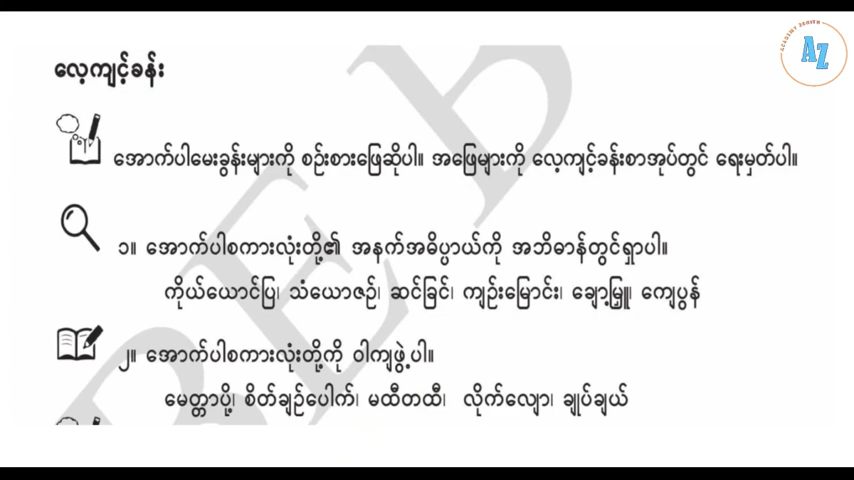 ACADEMY ZENITH
AZ
လေ့ကျင့်ခန်း
အောက်ပါမေးခွန်းများကို စဉ်းစားဖြေဆိုပါ။ အဖြေများကို လေ့ကျင့်ခန်းစာအုပ်တွင် ရေးမှတ်ပါ။
၁။ အောက်ပါစကားလုံးတို့၏ အနက်အဓိပ္ပာယ်ကို အဘိဓာန်တွင်ရှာပါ။
ကိုယ်ယောင်ပြ၊ သံယောဇဉ်၊ ဆင်ခြင်၊ ကျဉ်းမြောင်း၊ ချော့မြှူ၊ ကျေပွန်
၂။ အောက်ပါစကားလုံးတို့ကို ဝါကျဖွဲ့ပါ။
မေတ္တာပို့၊ စိတ်ချဉ်ပေါက်၊ မထီတထီ၊ လိုက်လျော၊ ချုပ်ချယ်